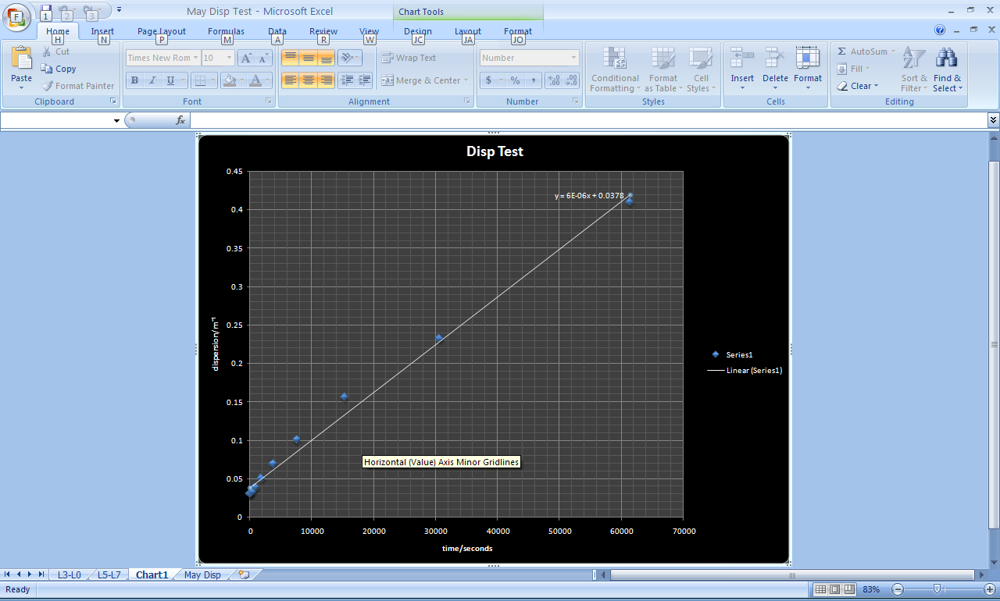 May Disp Test - Microsoft Excel
Chart Tools
F
1
2
3
Home
Insert
Page Layout
Formulas
Data
Review
View
Design
Layout
Format
H
N
P
M
A
R
W
JC
JA
JO
Paste
Cut
Copy
Format Painter
Clipboard
Times New Rom
10
B I U
Font
Wrap Text
Merge & Center
Alignment
Number
$ % ,
Number
Conditional
Formatting
Format
as Table
Cell
Styles
Styles
Insert
Delete
Format
Cells
AutoSum
Fill
Clear
Sort &
Filter
Find &
Select
Editing
fx
Disp Test
y = 6E-06x + 0.0378
0.45
0.4
0.35
0.3
0.25
0.2
0.15
0.1
0.05
0
dispersion/m⁻¹
0
10000
20000
30000
40000
50000
60000
70000
time/seconds
Series1
Linear (Series1)
Horizontal (Value) Axis Minor Gridlines
L3-L0
L5-L7
Chart1
May Disp
Ready
83%